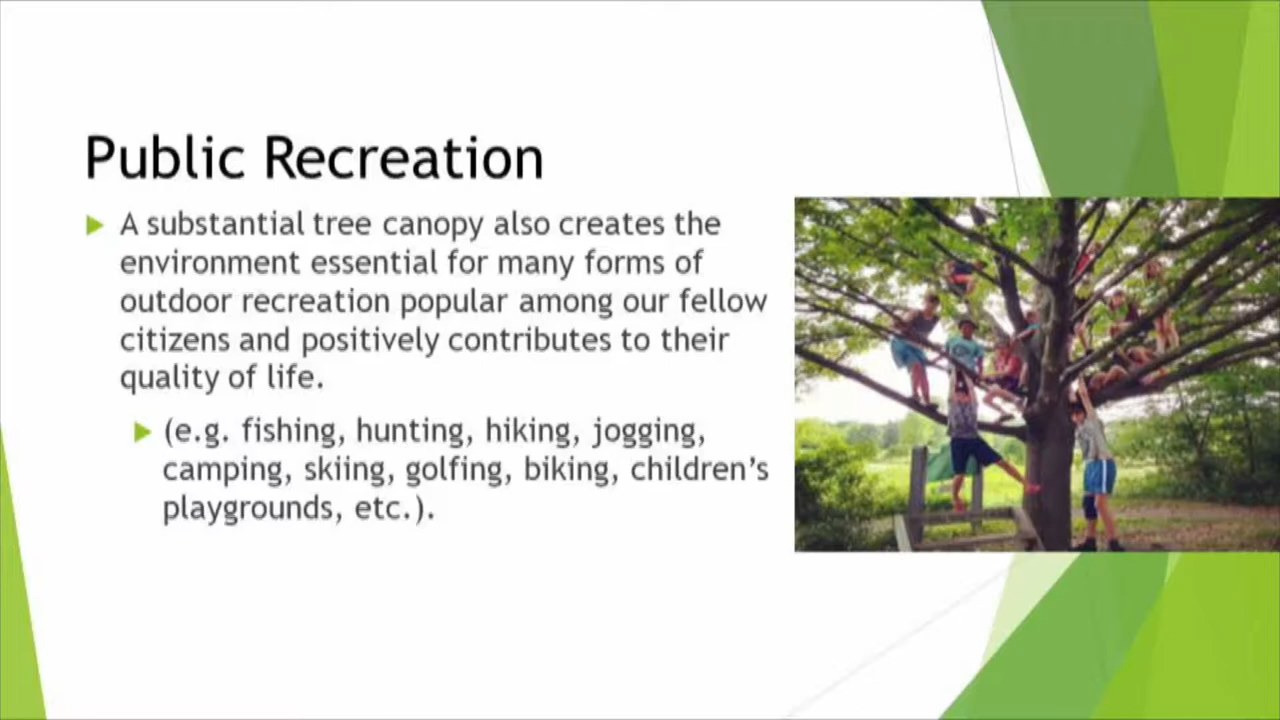 Public Recreation
A substantial tree canopy also creates the
environment essential for many forms of
outdoor recreation popular among our fellow
citizens and positively contributes to their
quality of life.
(e.g. fishing, hunting, hiking, jogging,
camping, skiing, golfing, biking, children’s
playgrounds, etc.).